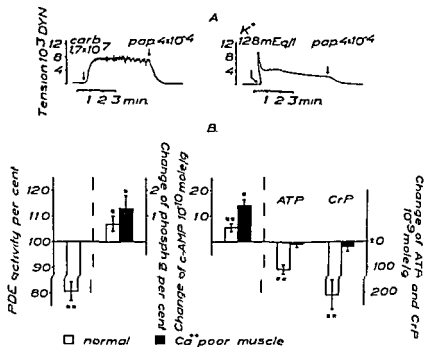 A.
carb
1,7×10⁻⁷
pap.4×10⁻⁴
K⁺
128mEq/l
pap.4×10⁻⁴
Tension 10³ DYN
12
8
4
12
8
4
1 2 3 min.
1 2 3 min.
B.
PDE activity per cent
120
110
100
90
80
Change of phosph g per cent
2
1
Change of cAMP 10⁻¹⁰ mole/g
20
10
ATP
CrP
±0
100
200
Change of ATP and CrP
10⁻⁹ mole/g
**
*
*
**
*
**
**
normal
Ca⁺⁺ poor muscle